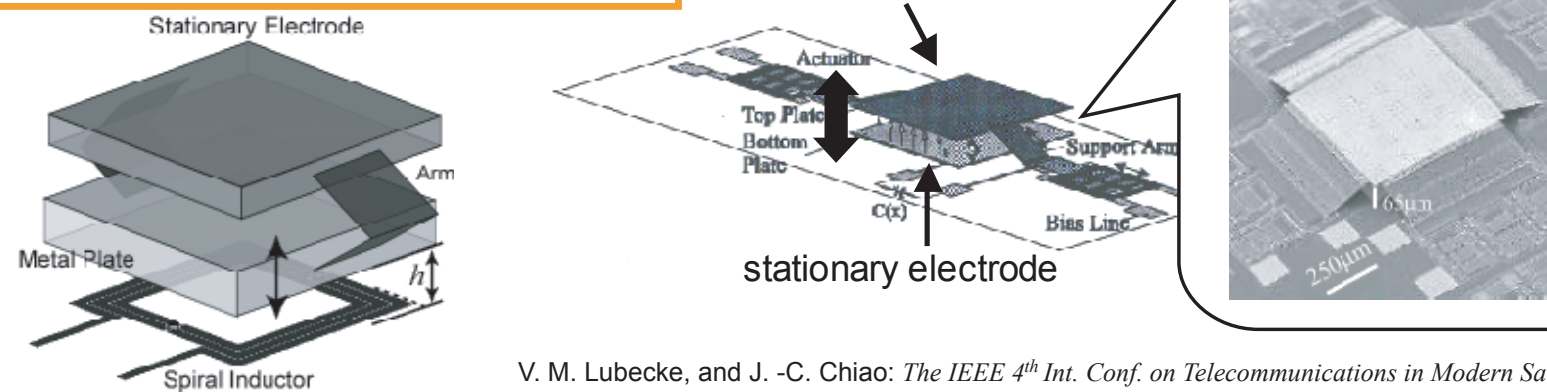 Stationary Electrode
Arm
Metal Plate
h
Spiral Inductor
Actuator
Top Plate
Bottom
Plate
Support Arm
C(x)
Bias Line
stationary electrode
65μm
250μm
V. M. Lubecke, and J. -C. Chiao: The IEEE 4th Int. Conf. on Telecommunications in Modern Sa